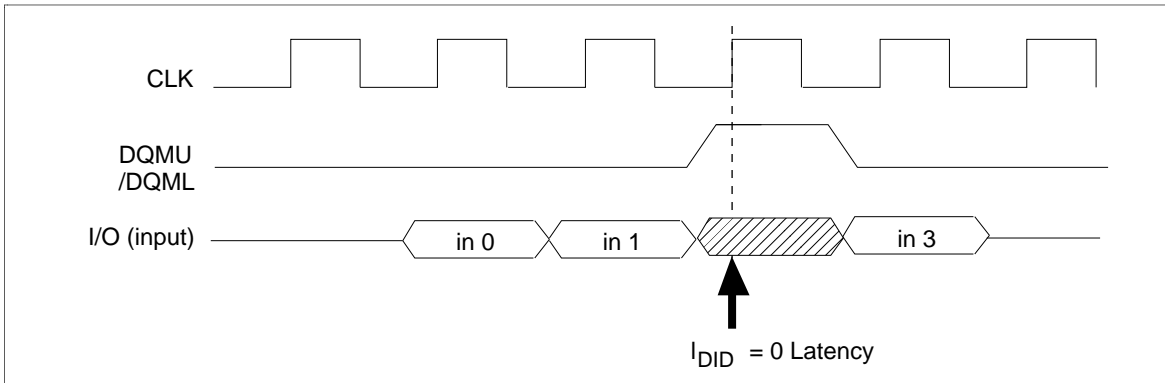 CLK
DQMU
/DQML
I/O (input)
in 0
in 1
in 3
IDID = 0 Latency